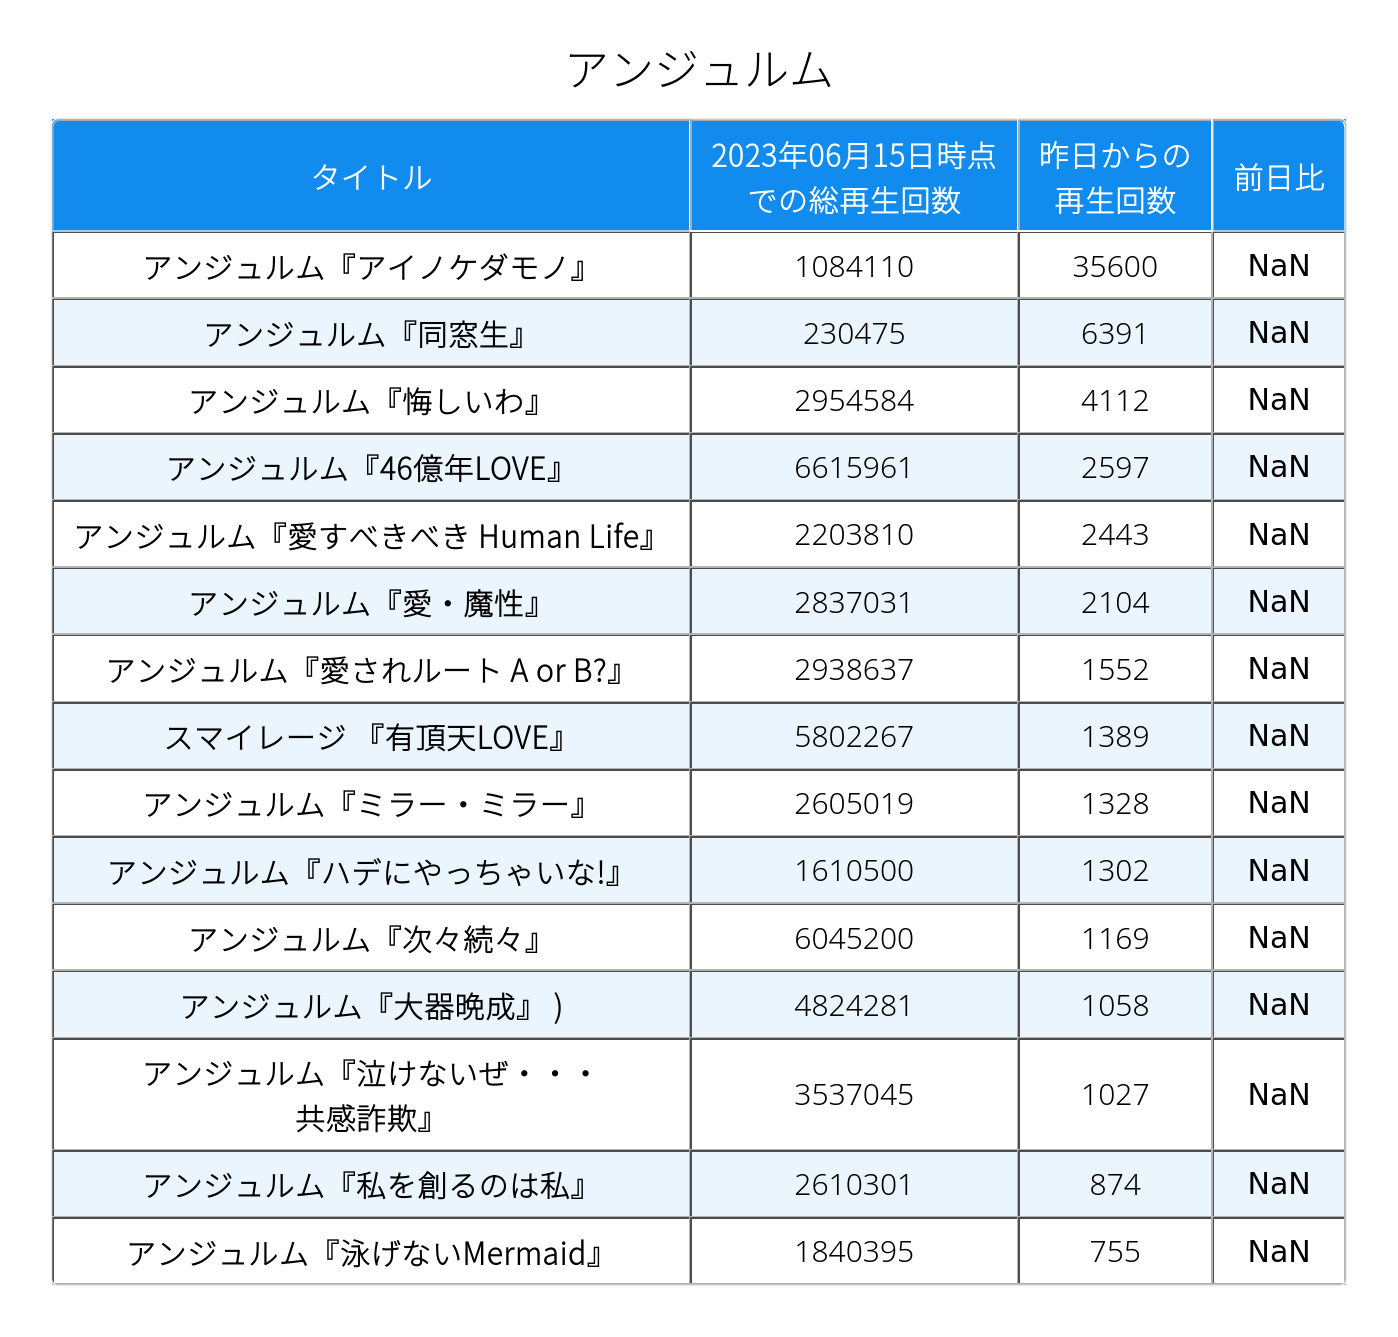 アンジュルム
タイトル 2023年06月15日時点 での総再生回数 昨日からの 再生回数 前日比
アンジュルム『アイノケダモノ』 1084110 35600 NaN
アンジュルム『同窓生』 230475 6391 NaN
アンジュルム『悔しいわ』 2954584 4112 NaN
アンジュルム『46億年LOVE』 6615961 2597 NaN
アンジュルム『愛すべきべき Human Life』 2203810 2443 NaN
アンジュルム『愛・魔性』 2837031 2104 NaN
アンジュルム『愛されルート A or B?』 2938637 1552 NaN
スマイレージ 『有頂天LOVE』 5802267 1389 NaN
アンジュルム『ミラー・ミラー』 2605019 1328 NaN
アンジュルム『ハデにやっちゃいな!』 1610500 1302 NaN
アンジュルム『次々続々』 6045200 1169 NaN
アンジュルム『大器晩成』 ) 4824281 1058 NaN
アンジュルム『泣けないぜ・・・
共感詐欺』 3537045 1027 NaN
アンジュルム『私を創るのは私』 2610301 874 NaN
アンジュルム『泳げないMermaid』 1840395 755 NaN